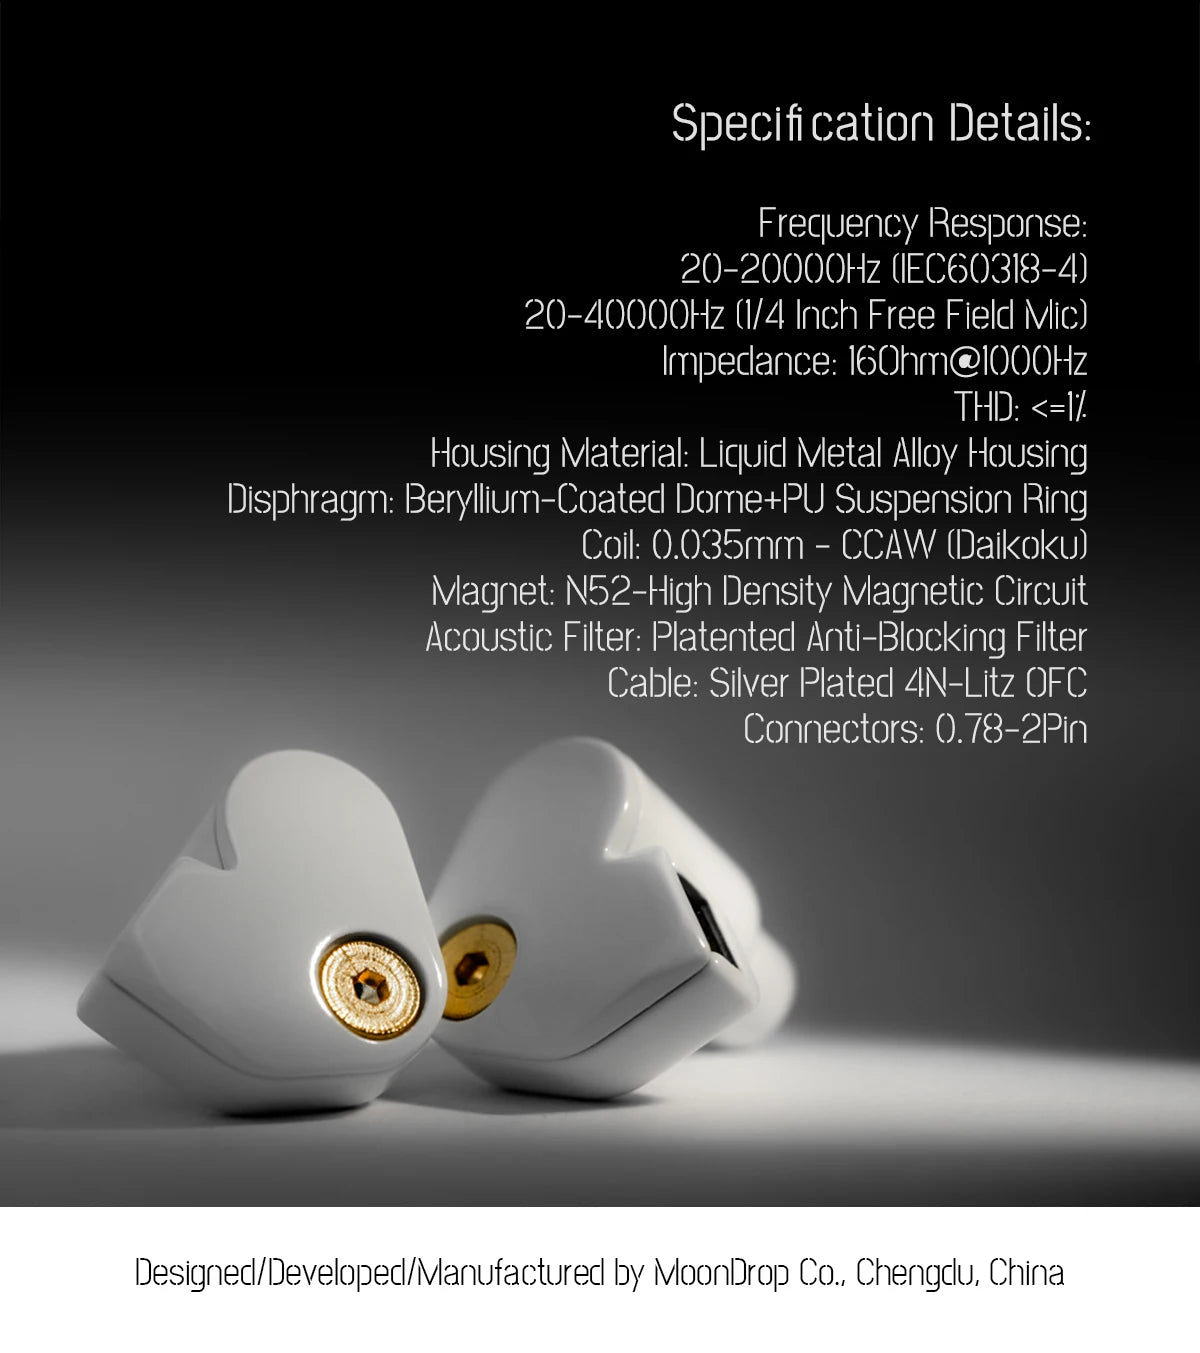 Specification Details:
Frequency Response:
20-20000Hz (IEC60318-4)
20-40000Hz (1/4 Inch Free Field Mic)
Impedance: 16Ohm@1000Hz
THD: <=1%
Housing Material: Liquid Metal Alloy Housing
Disphragm: Beryllium-Coated Dome+PU Suspension Ring
Coil: 0.035mm - CCAW (Daikoku)
Magnet: N52-High Density Magnetic Circuit
Acoustic Filter: Platented Anti-Blocking Filter
Cable: Silver Plated 4N-Litz OFC
Connectors: 0.78-2Pin
Designed/Developed/Manufactured by MoonDrop Co., Chengdu, China